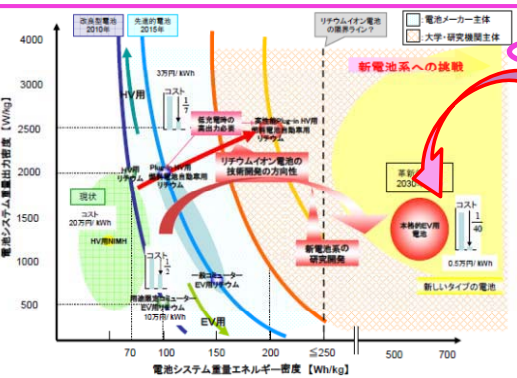 改良型電池
2010年
先進的電池
2015年
リチウムイオン電池
の限界ライン?
:電池メーカー主体
:大学・研究機関主体
新電池系への挑戦
3万円/kWh
HV用
コスト
1/7
低充電時の
高出力必要
高性能Plug-in HV用
燃料電池自動車用
リチウム
HV用
リチウム
Plug-in HV用
燃料電池自動車用
リチウム
リチウムイオン電池の
技術開発の方向性
2030
現状
コスト
20万円/kWh
HV用NiMH
本格的EV用
電池
コスト
1/40
0.5万円/kWh
新電池系の
研究開発
新しいタイプの電池
コスト
1/2
一般コミューター
EV用リチウム
用途限定コミューター
EV用リチウム
10万円/kWh
EV用
電池システム重量出力密度【W/kg】
4000
3000
2500
2000
1500
1000
500
70
100
150
200
≦250
500
700
電池システム重量エネルギー密度【Wh/kg】